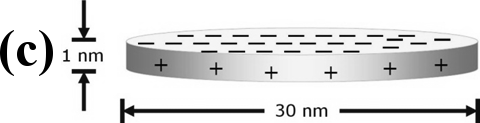 (c) 1 nm
− − − − − − − − − − − − − − − − − − − − − − − − − − − −
+ + + + + +
30 nm